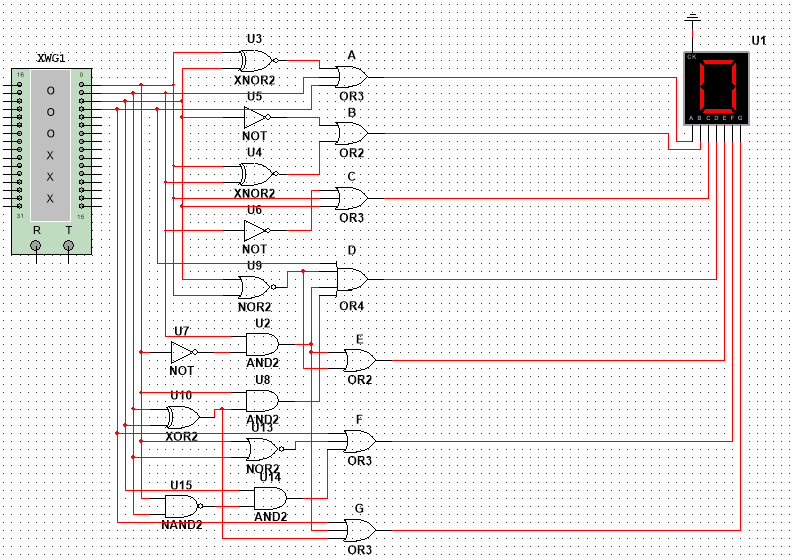 XWG1
16 0
O
O
O
X
X
X
31 15
R T
U3
XNOR2
U5
NOT
U4
XNOR2
U6
NOT
U9
NOR2
U2
AND2
U7
NOT
U8
AND2
U10
XOR2
U13
NOR2
U14
AND2
U15
NAND2
A
OR3
B
OR2
C
OR3
D
OR4
E
OR2
F
OR3
G
OR3
U1
CK
A B C D E F G